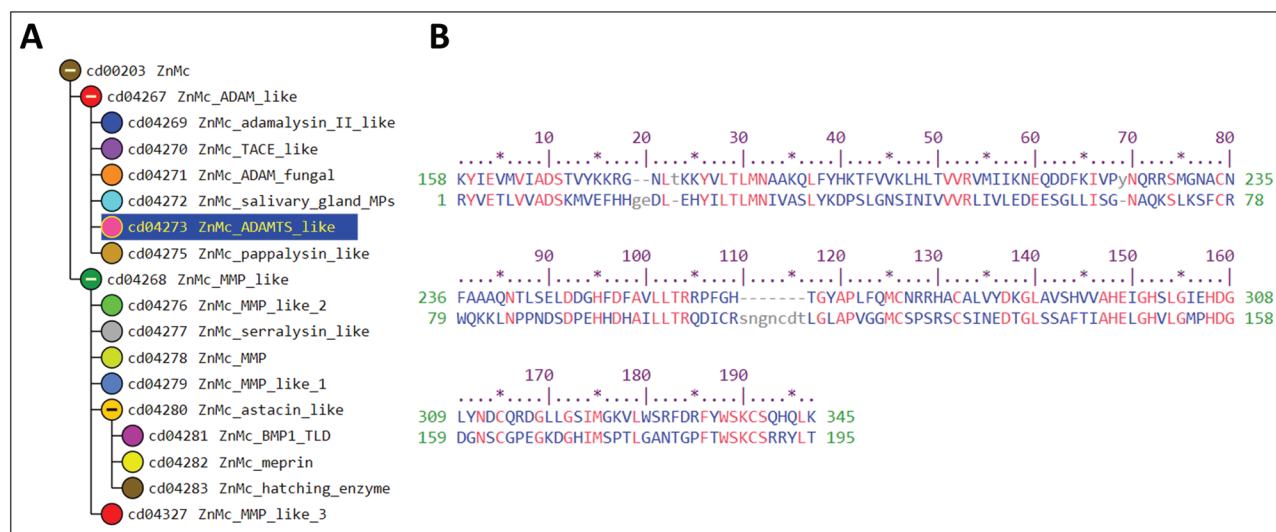 A
B
cd00203 ZnMc
cd04267 ZnMc_ADAM_like
cd04269 ZnMc_adamalysin_II_like
cd04270 ZnMc_TACE_like
cd04271 ZnMc_ADAM_fungal
cd04272 ZnMc_salivary_gland_MPs
cd04273 ZnMc_ADAMTS_like
cd04275 ZnMc_pappalysin_like
cd04268 ZnMc_MMP_like
cd04276 ZnMc_MMP_like_2
cd04277 ZnMc_serralysin_like
cd04278 ZnMc_MMP
cd04279 ZnMc_MMP_like_1
cd04280 ZnMc_astacin_like
cd04281 ZnMc_BMP1_TLD
cd04282 ZnMc_meprin
cd04283 ZnMc_hatching_enzyme
cd04327 ZnMc_MMP_like_3
10 20 30 40 50 60 70 80
....*....|....*....|....*....|....*....|....*....|....*....|....*....|....*....|
158 KYIEVMVIADSTVYKKRG--NLtKKYVLTLMNAAKQLFYHKTFVVKLHLTVVRVMIIKNEQDDFKIVPyNQRRSMGNACN 235
1 RYVETLVVADSKMVEFHHgeDL-EHYILTLMNIVASLYKDPSLGNSINIVVVRLIVLEDEESGLLISG-NAQKSLKSFCR 78
90 100 110 120 130 140 150 160
....*....|....*....|....*....|....*....|....*....|....*....|....*....|....*....|
236 FAAAQNTLSELDDGHFDFAVLLTRRPFGH-------TGYAPLFQMCNRRHACALVYDKGLAVSHVVAHEIGHSLGIEHDG 308
79 WQKKLNPPNDSDPEHHDHAILLTRQDICRsngncdtLGLAPVGGMCSPSRSCSINEDTGLSSAFTIAHELGHVLGMPHDG 158
170 180 190
....*....|....*....|....*....|....*..
309 LYNDCQRDGLLGSIMGKVLWSRFDRFYWSKCSQHQLK 345
159 DGNSCGPEGKDGHIMSPTLGANTGPFTWSKCSRRYLT 195